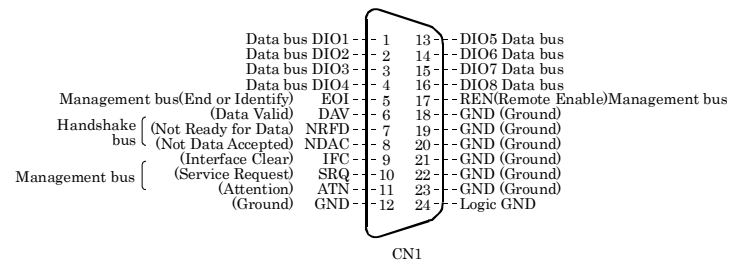 Data bus DIO1 1 13 DIO5 Data bus
Data bus DIO2 2 14 DIO6 Data bus
Data bus DIO3 3 15 DIO7 Data bus
Data bus DIO4 4 16 DIO8 Data bus
Management bus(End or Identify) EOI 5 17 REN(Remote Enable)Management bus
(Data Valid) DAV 6 18 GND (Ground)
Handshake bus (Not Ready for Data) NRFD 7 19 GND (Ground)
(Not Data Accepted) NDAC 8 20 GND (Ground)
(Interface Clear) IFC 9 21 GND (Ground)
Management bus (Service Request) SRQ 10 22 GND (Ground)
(Attention) ATN 11 23 GND (Ground)
(Ground) GND 12 24 Logic GND
CN1